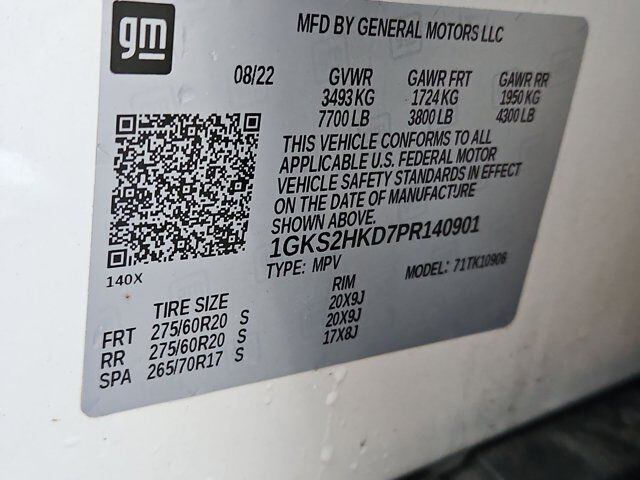 gm
MFD BY GENERAL MOTORS LLC
08/22 GVWR GAWR FRT GAWR RR
3493 KG 1724 KG 1950 KG
7700 LB 3800 LB 4300 LB
THIS VEHICLE CONFORMS TO ALL
APPLICABLE U.S. FEDERAL MOTOR
VEHICLE SAFETY STANDARDS IN EFFECT
ON THE DATE OF MANUFACTURE
SHOWN ABOVE.
1GKS2HKD7PR140901
140X
TYPE: MPV MODEL: 71TK10906
TIRE SIZE RIM
FRT 275/60R20 S 20X9J
RR 275/60R20 S 20X9J
SPA 265/70R17 S 17X8J